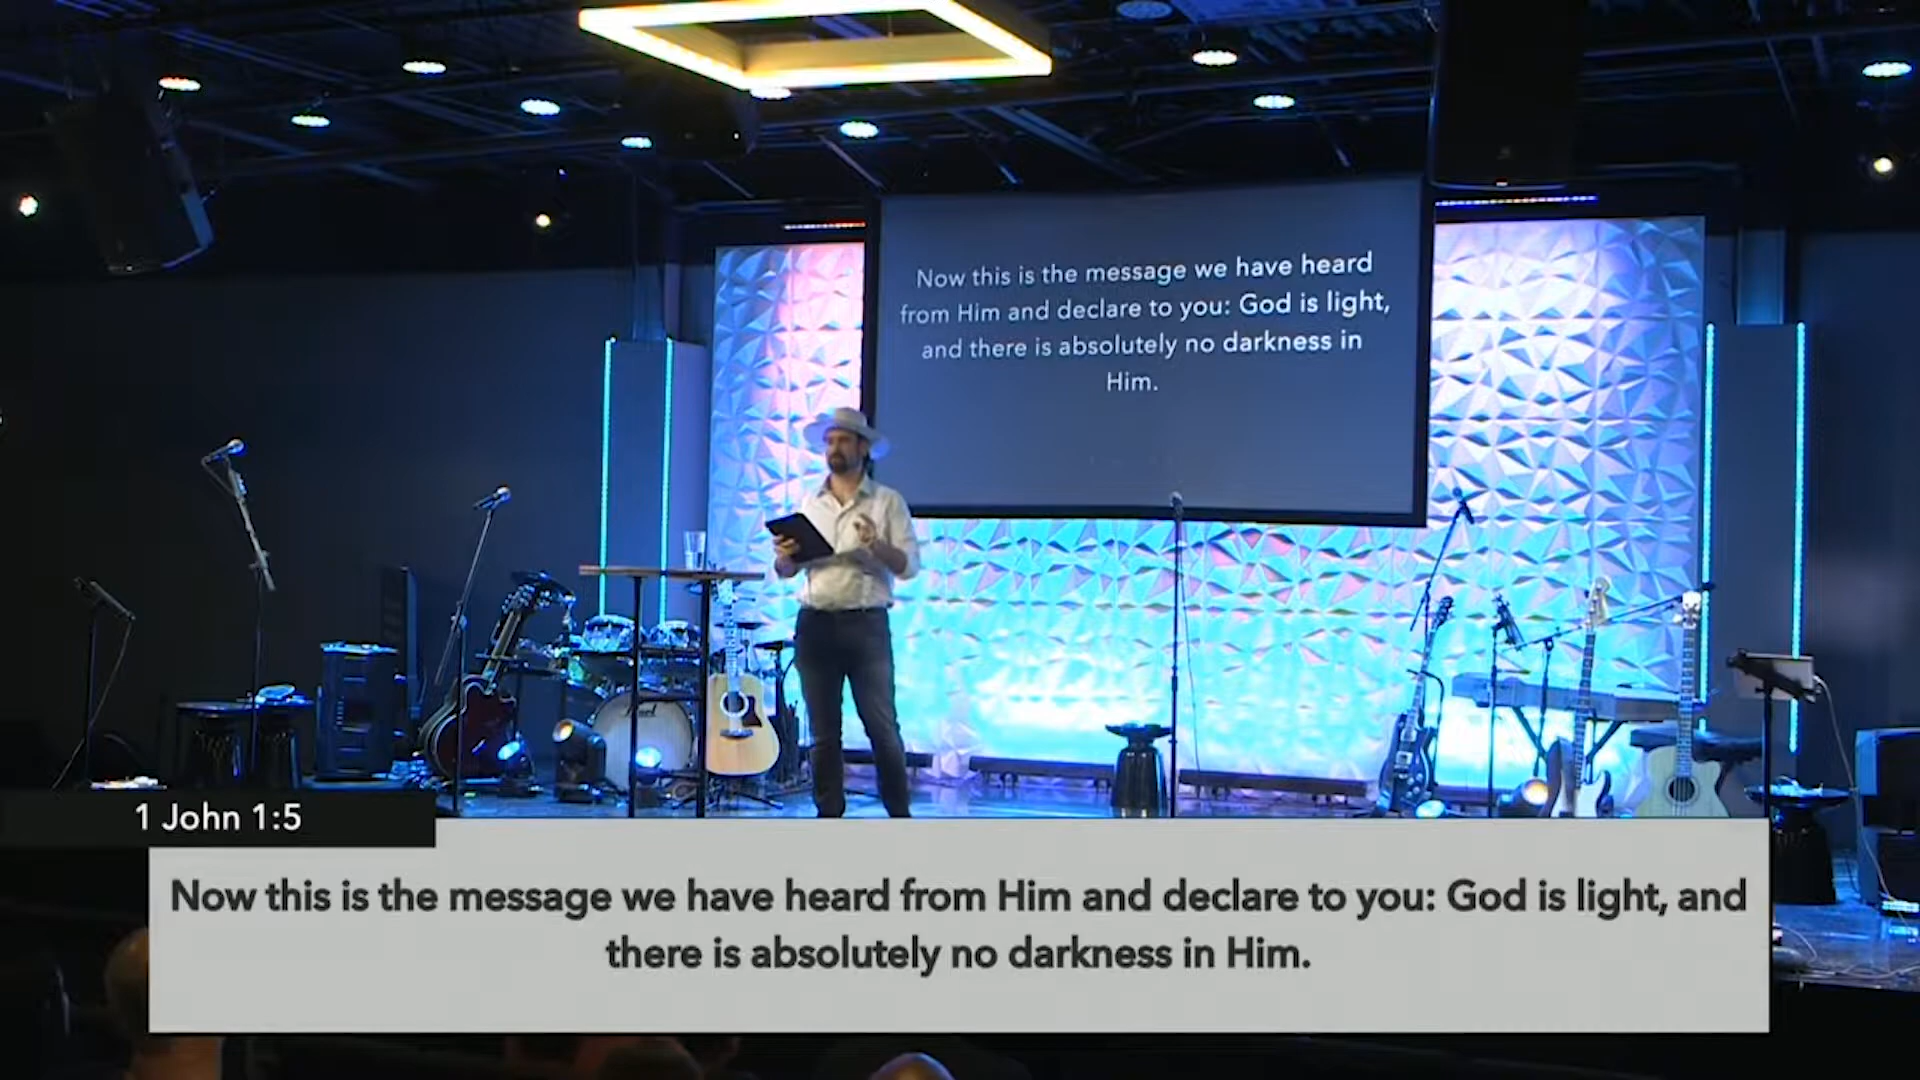 Now this is the message we have heard
from Him and declare to you: God is light,
and there is absolutely no darkness in
Him.
1 John 1:5
Now this is the message we have heard from Him and declare to you: God is light, and
there is absolutely no darkness in Him.